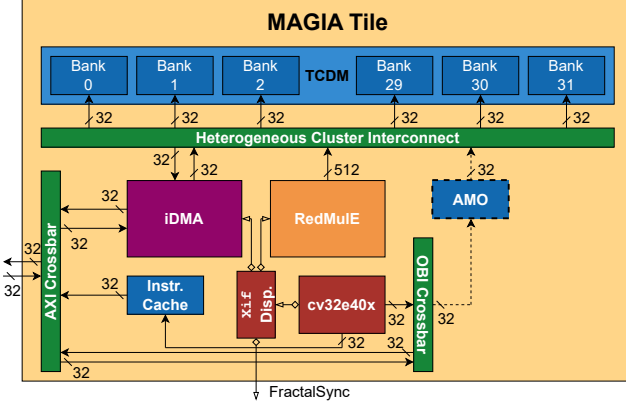 MAGIA Tile
Bank 0
Bank 1
Bank 2
TCDM
Bank 29
Bank 30
Bank 31
32
32
32
32
32
32
Heterogeneous Cluster Interconnect
32
32
512
32
iDMA
RedMulE
AMO
32
32
32
32
AXI Crossbar
Instr. Cache
32
Xif Disp.
cv32e40x
32
32
OBI Crossbar
32
32
32
32
FractalSync